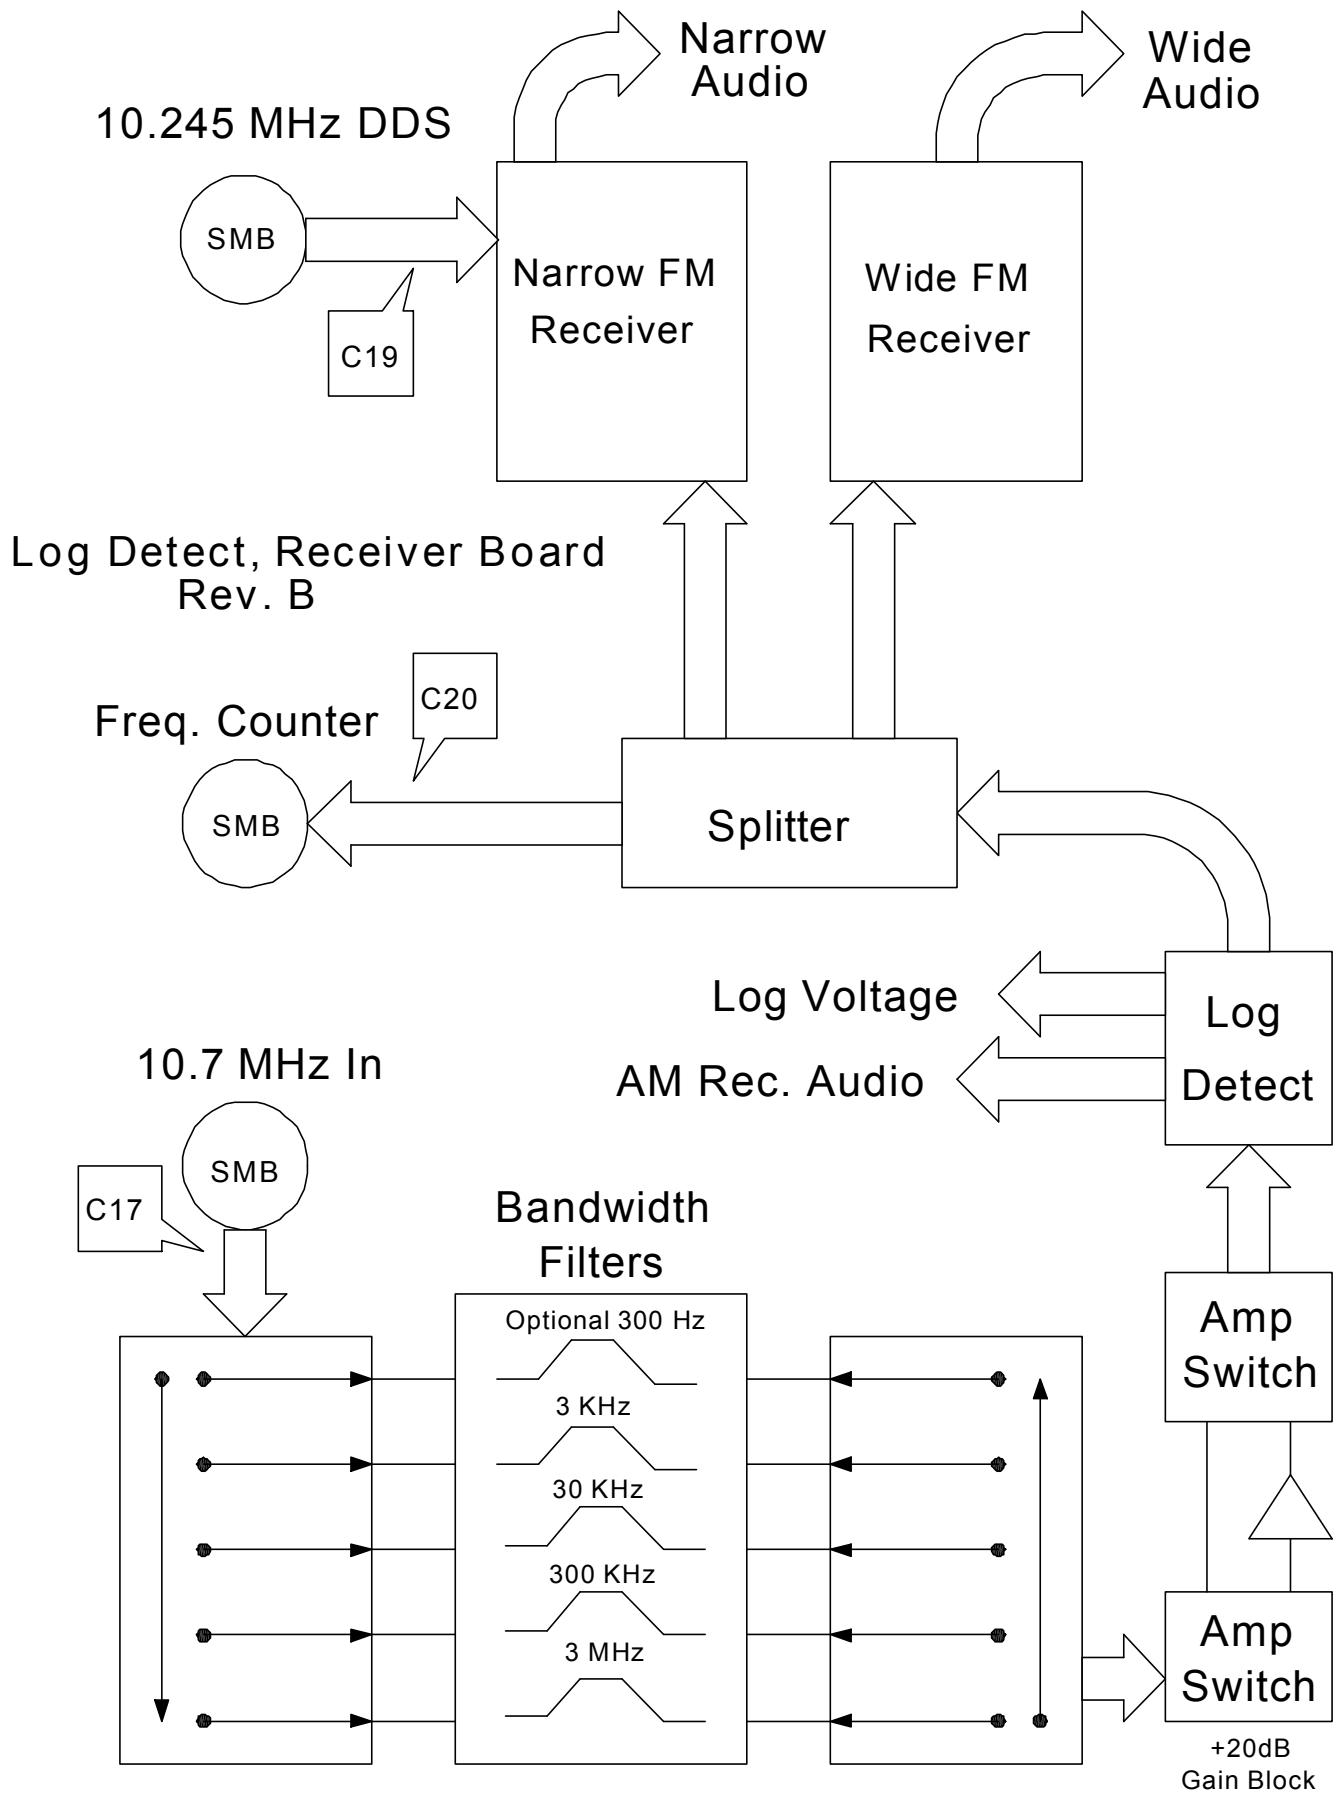 Narrow
Audio
Wide
Audio
10.245 MHz DDS
SMB
Narrow FM
Receiver
Wide FM
Receiver
C19
Log Detect, Receiver Board
Rev. B
C20
Freq. Counter
SMB
Splitter
Log Voltage
AM Rec. Audio
Log
Detect
10.7 MHz In
SMB
C17
Bandwidth
Filters
Optional 300 Hz
3 KHz
30 KHz
300 KHz
3 MHz
Amp
Switch
Amp
Switch
+20dB
Gain Block